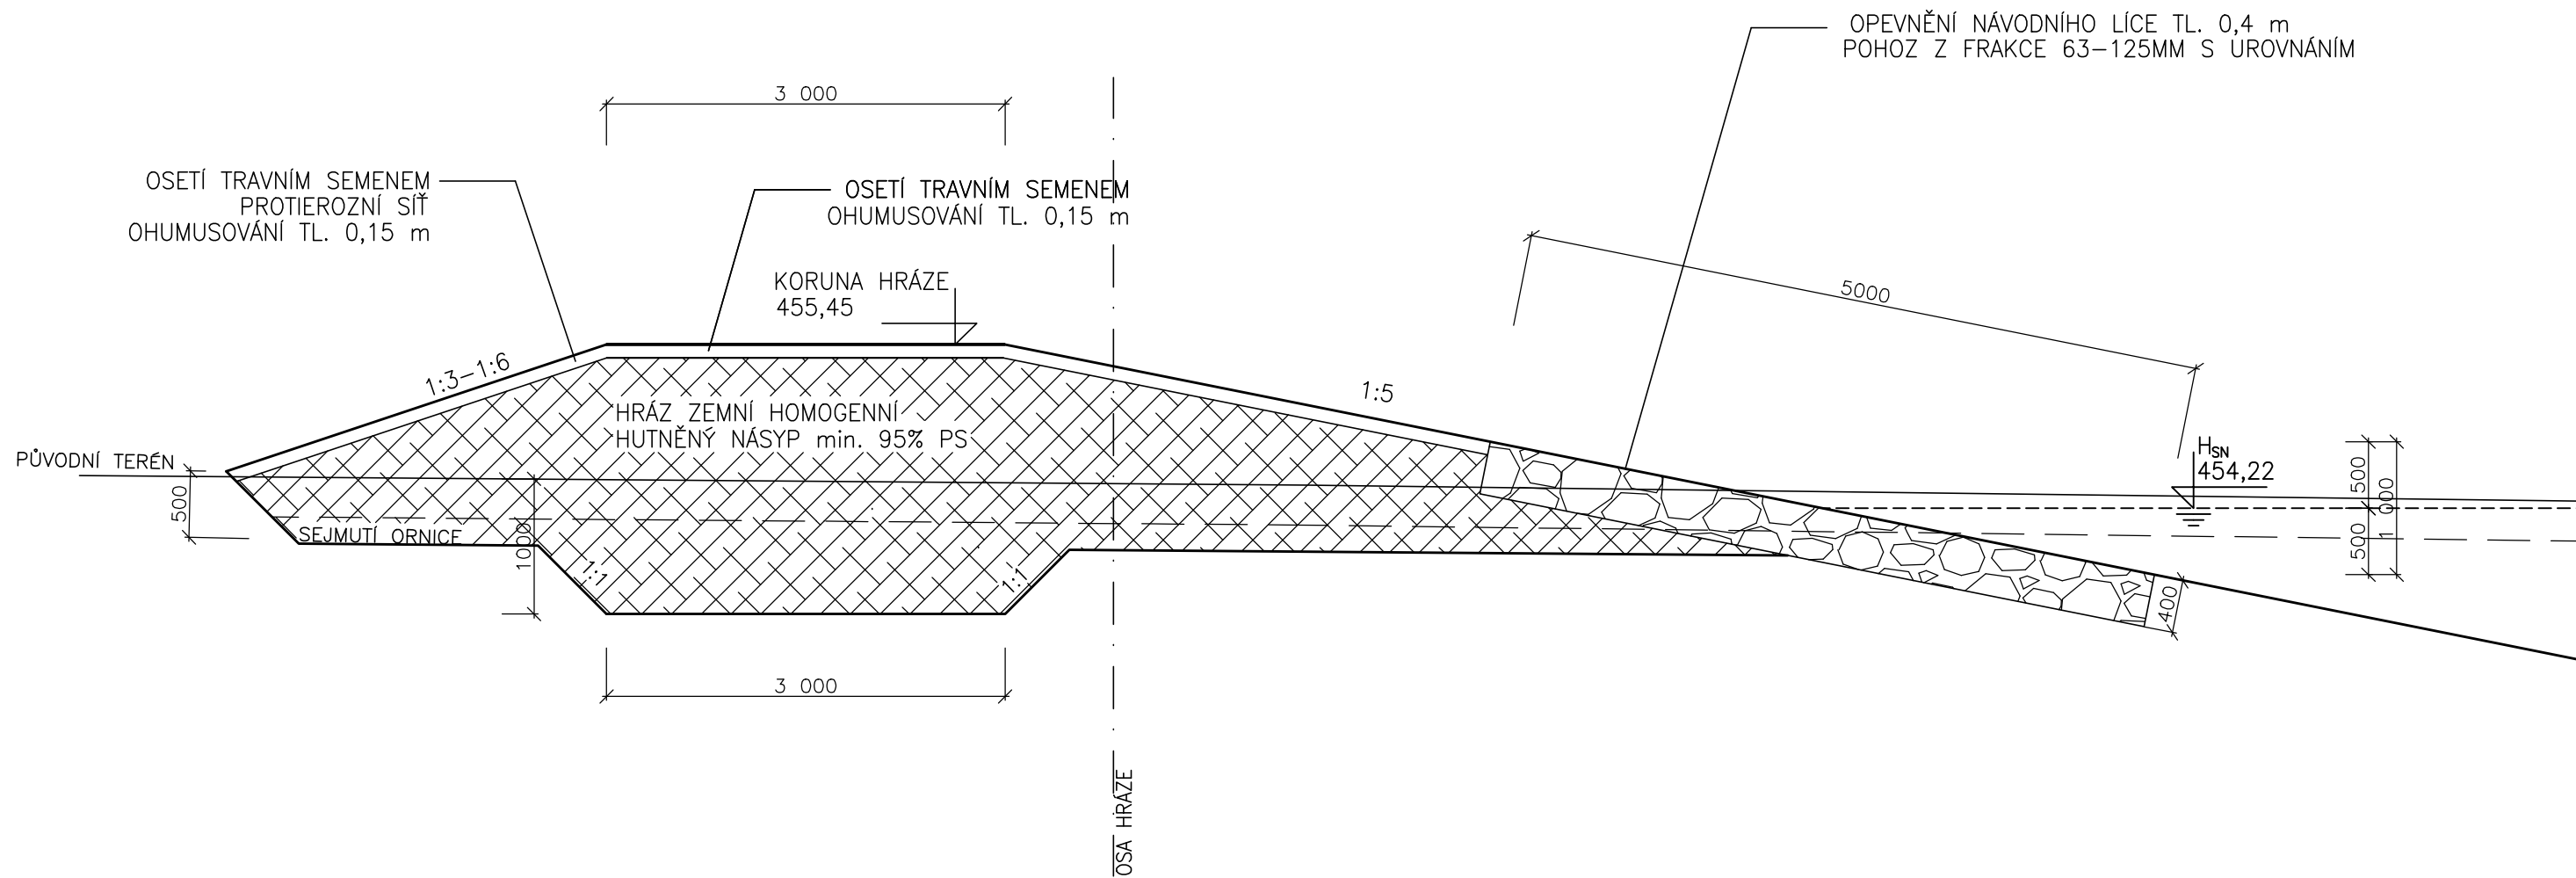 OPEVNĚNÍ NÁVODNÍHO LÍCE TL. 0,4 m
POHOZ Z FRAKCE 63-125MM S UROVNÁNÍM
3 000
OSETÍ TRAVNÍM SEMENEM
PROTIEROZNÍ SÍŤ
OHUMUSOVÁNÍ TL. 0,15 m
OSETÍ TRAVNÍM SEMENEM
OHUMUSOVÁNÍ TL. 0,15 m
KORUNA HRÁZE
455,45
5000
1:3-1:6
1:5
HRÁZ ZEMNÍ HOMOGENNÍ
HUTNĚNÝ NÁSYP min. 95% PS
PŮVODNÍ TERÉN
HSN
454,22
500
500
500
1 000
SEJMUTÍ ORNICE
1000
1:1
1:1
400
3 000
OSA HRÁZE